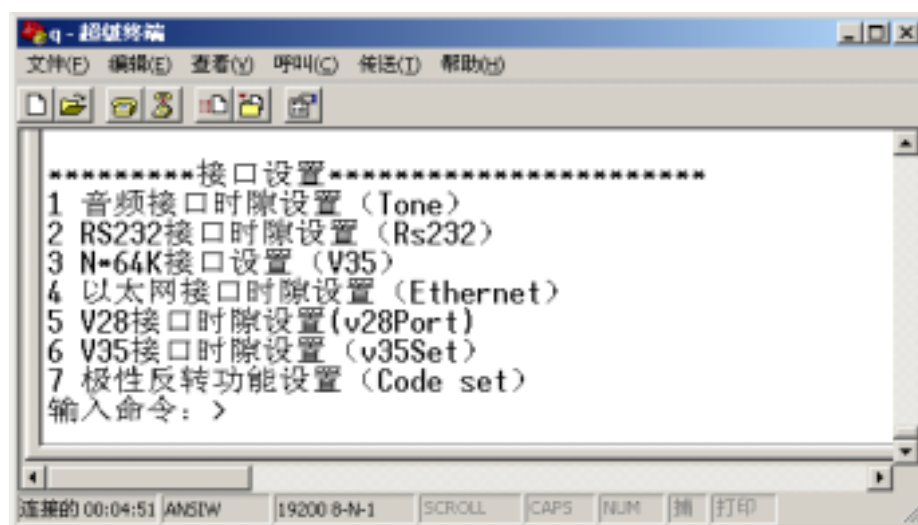 q - 超级终端
文件(F) 编辑(E) 查看(V) 呼叫(C) 传送(T) 帮助(H)
*********接口设置***********************
1 音频接口时隙设置（Tone）
2 RS232接口时隙设置（Rs232）
3 N*64K接口设置（V35）
4 以太网接口时隙设置（Ethernet）
5 V28接口时隙设置(v28Port)
6 V35接口时隙设置（v35Set）
7 极性反转功能设置（Code set）
输入命令：>
连接的 00:04:51 ANSIW 19200 8-N-1 SCROLL CAPS NUM 捕 打印